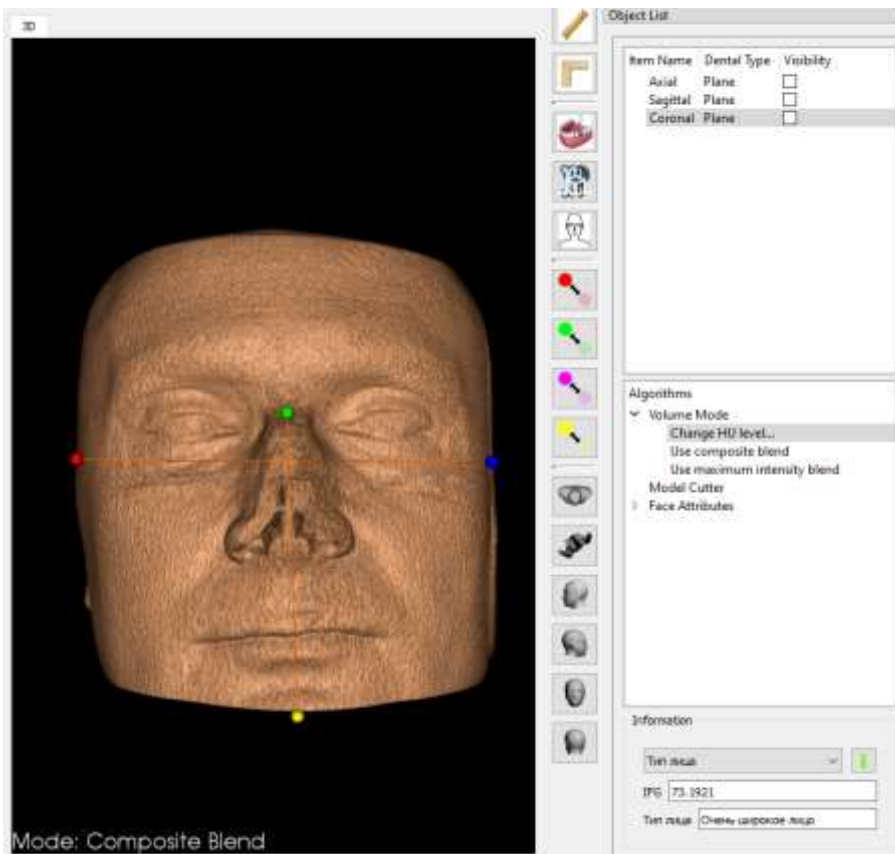 3D
Mode: Composite Blend
Object List
Item Name Dental Type Visibility
Axial Plane
Sagittal Plane
Coronal Plane
Algorithms
Volume Mode
Change HU level...
Use composite blend
Use maximum intensity blend
Model Cutter
Face Attributes
Information
Тип лица
IFG 73.1921
Тип лица Очень широкое лицо